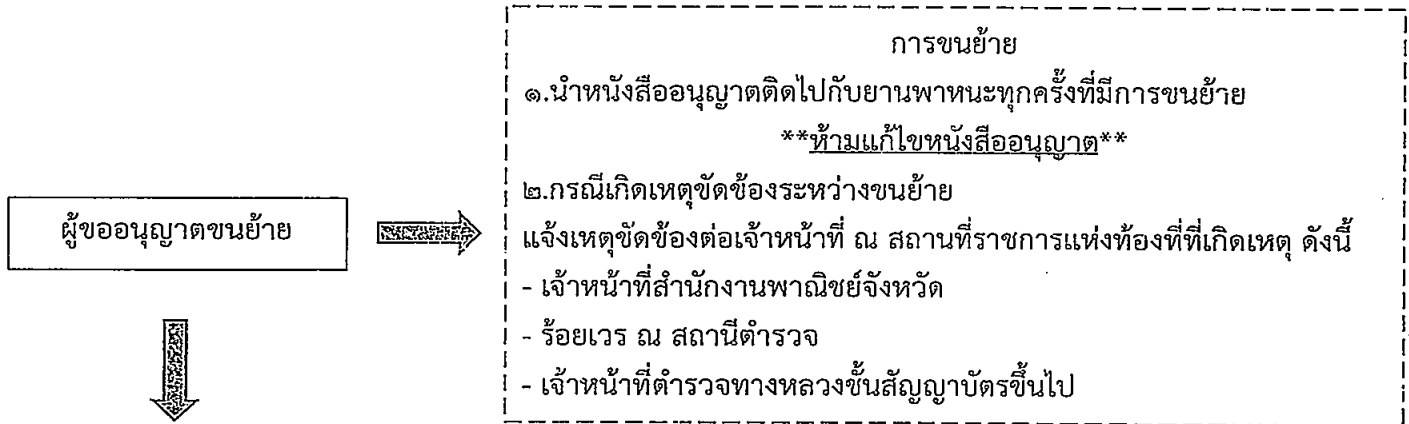 การขนย้าย
๑.นำหนังสืออนุญาตติดไปกับยานพาหนะทุกครั้งที่มีการขนย้าย
**ห้ามแก้ไขหนังสืออนุญาต**
๒.กรณีเกิดเหตุขัดข้องระหว่างขนย้าย
ผู้ขออนุญาตขนย้าย
แจ้งเหตุขัดข้องต่อเจ้าหน้าที่ ณ สถานที่ราชการแห่งท้องที่ที่เกิดเหตุ ดังนี้
- เจ้าหน้าที่สำนักงานพาณิชย์จังหวัด
- ร้อยเวร ณ สถานีตำรวจ
- เจ้าหน้าที่ตำรวจทางหลวงชั้นสัญญาบัตรขึ้นไป